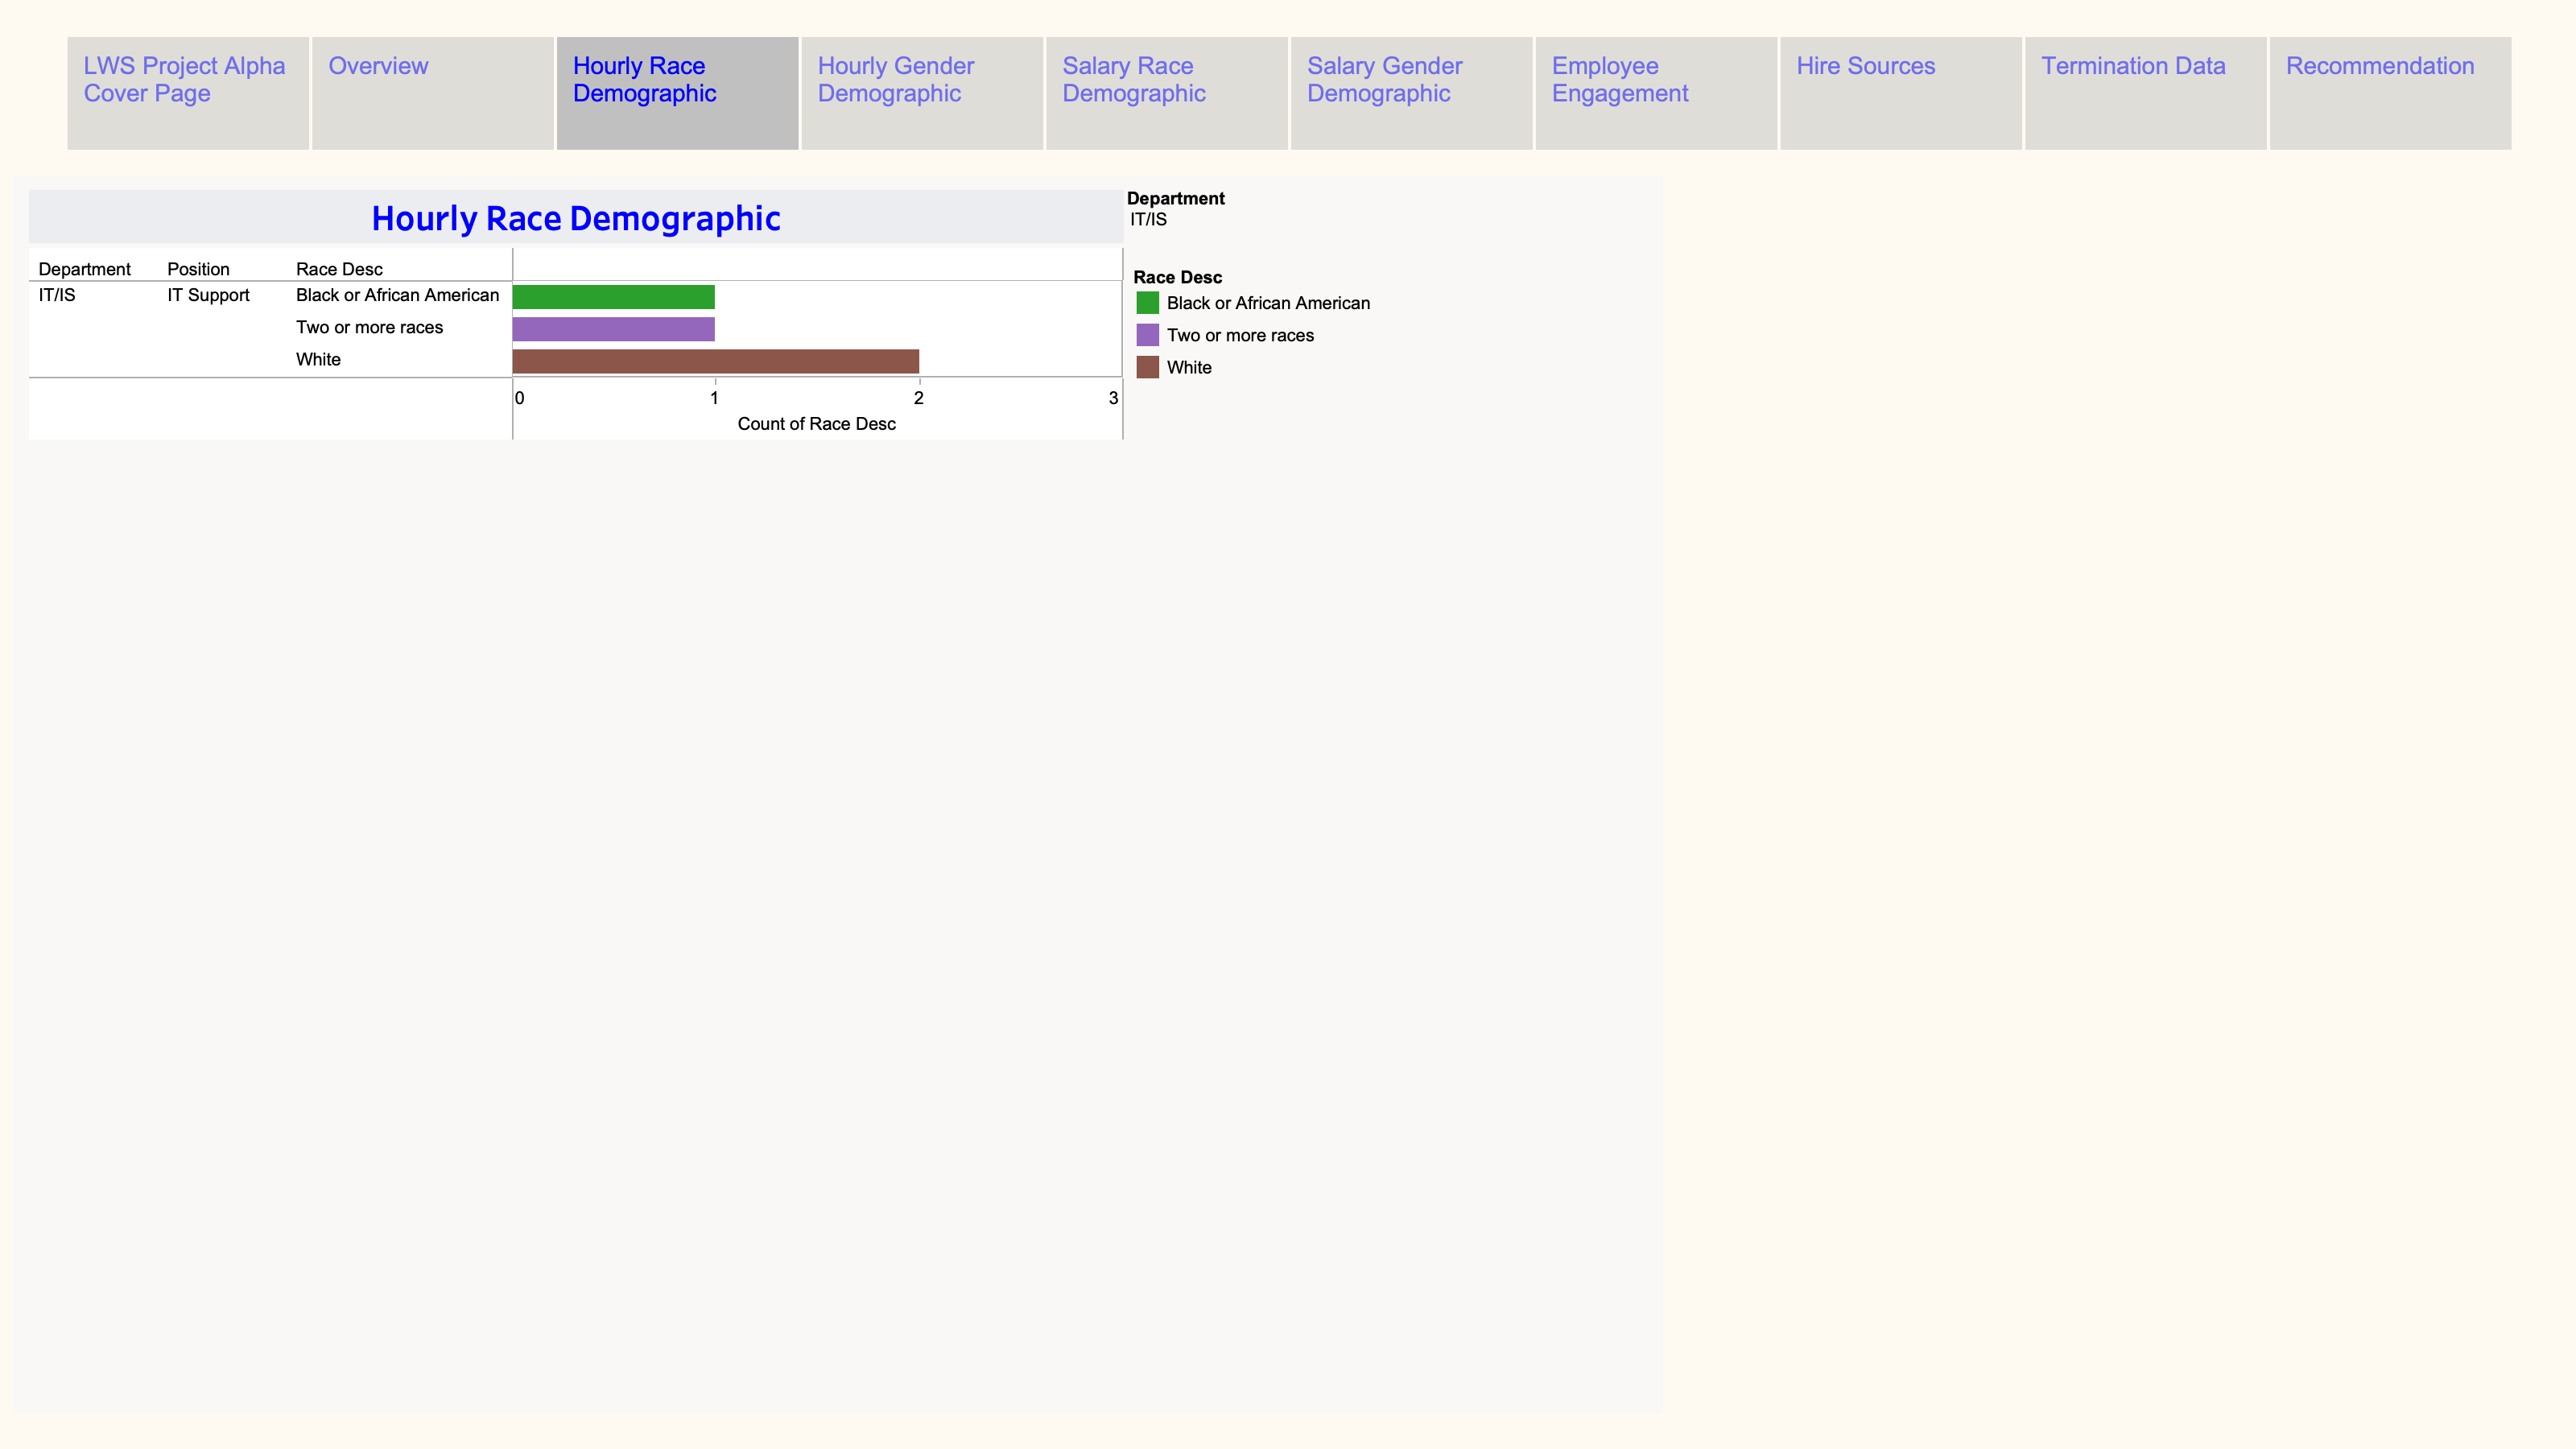 LWS Project Alpha
Cover Page
Overview
Hourly Race
Demographic
Hourly Gender
Demographic
Salary Race
Demographic
Salary Gender
Demographic
Employee
Engagement
Hire Sources
Termination Data
Recommendation
Hourly Race Demographic
Department
IT/IS
Department Position Race Desc
IT/IS IT Support Black or African American
Two or more races
White
0 1 2 3
Count of Race Desc
Race Desc
Black or African American
Two or more races
White